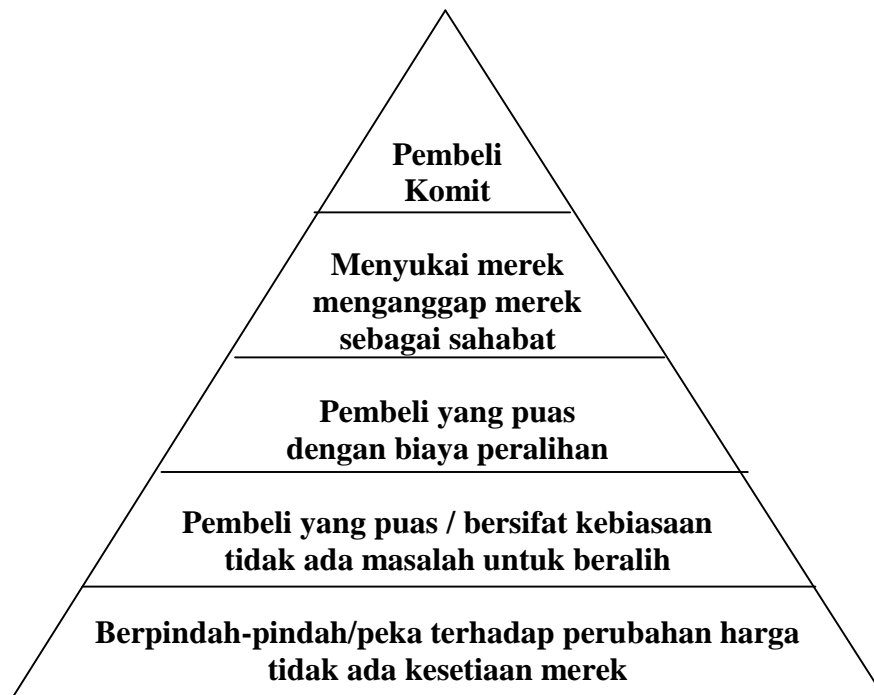 Pembeli
Komit
Menyukai merek
menganggap merek
sebagai sahabat
Pembeli yang puas
dengan biaya peralihan
Pembeli yang puas / bersifat kebiasaan
tidak ada masalah untuk beralih
Berpindah-pindah/peka terhadap perubahan harga
tidak ada kesetiaan merek